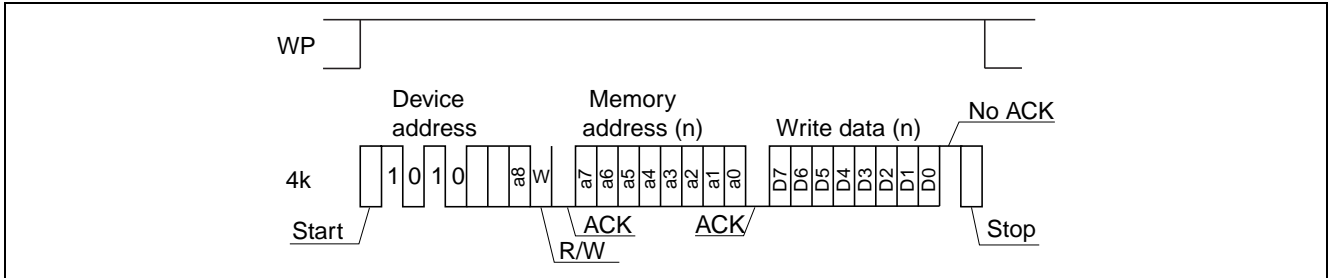 WP
Device address
Memory address (n)
Write data (n)
No ACK
4k
1 0 1 0 a8 W a7 a6 a5 a4 a3 a2 a1 a0 D7 D6 D5 D4 D3 D2 D1 D0
Start
ACK
ACK
Stop
R/W